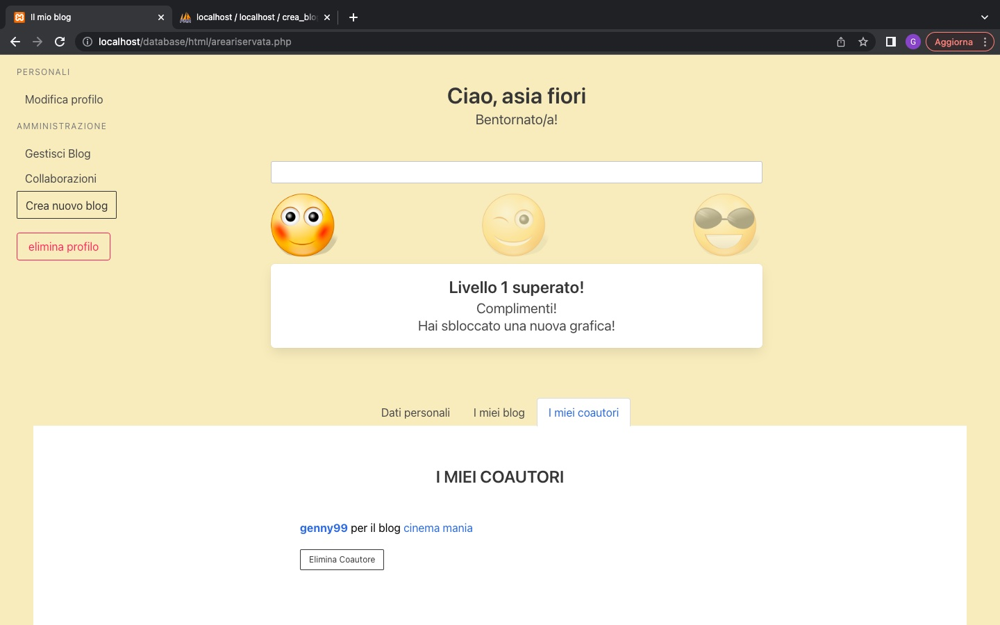 Il mio blog
localhost / localhost / crea_blo
localhost/database/html/areariservata.php
G
Aggiorna
PERSONALI
Modifica profilo
AMMINISTRAZIONE
Gestisci Blog
Collaborazioni
Crea nuovo blog
elimina profilo
Ciao, asia fiori
Bentornato/a!
Livello 1 superato!
Complimenti!
Hai sbloccato una nuova grafica!
Dati personali
I miei blog
I miei coautori
I MIEI COAUTORI
genny99 per il blog cinema mania
Elimina Coautore